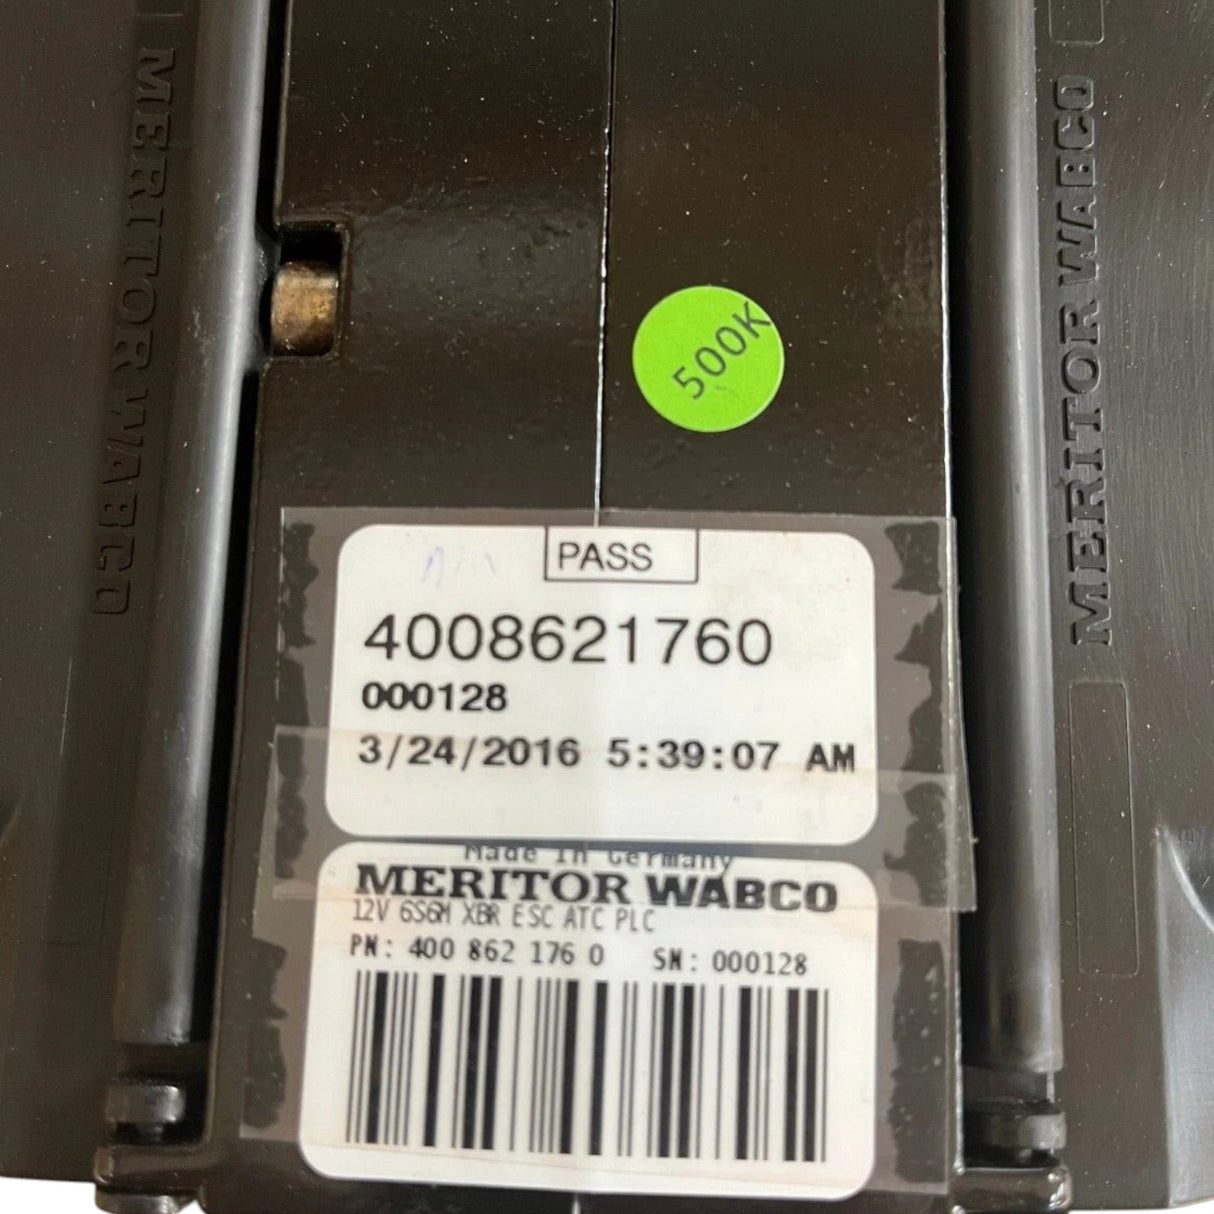 MERITOR WABCO
MERITOR WABCO
500K
PASS
4008621760
000128
3/24/2016 5:39:07 AM
Made in Germany
MERITOR WABCO
12V 6S6M XBR ESC ATC PLC
PN: 400 862 176 0 SN: 000128